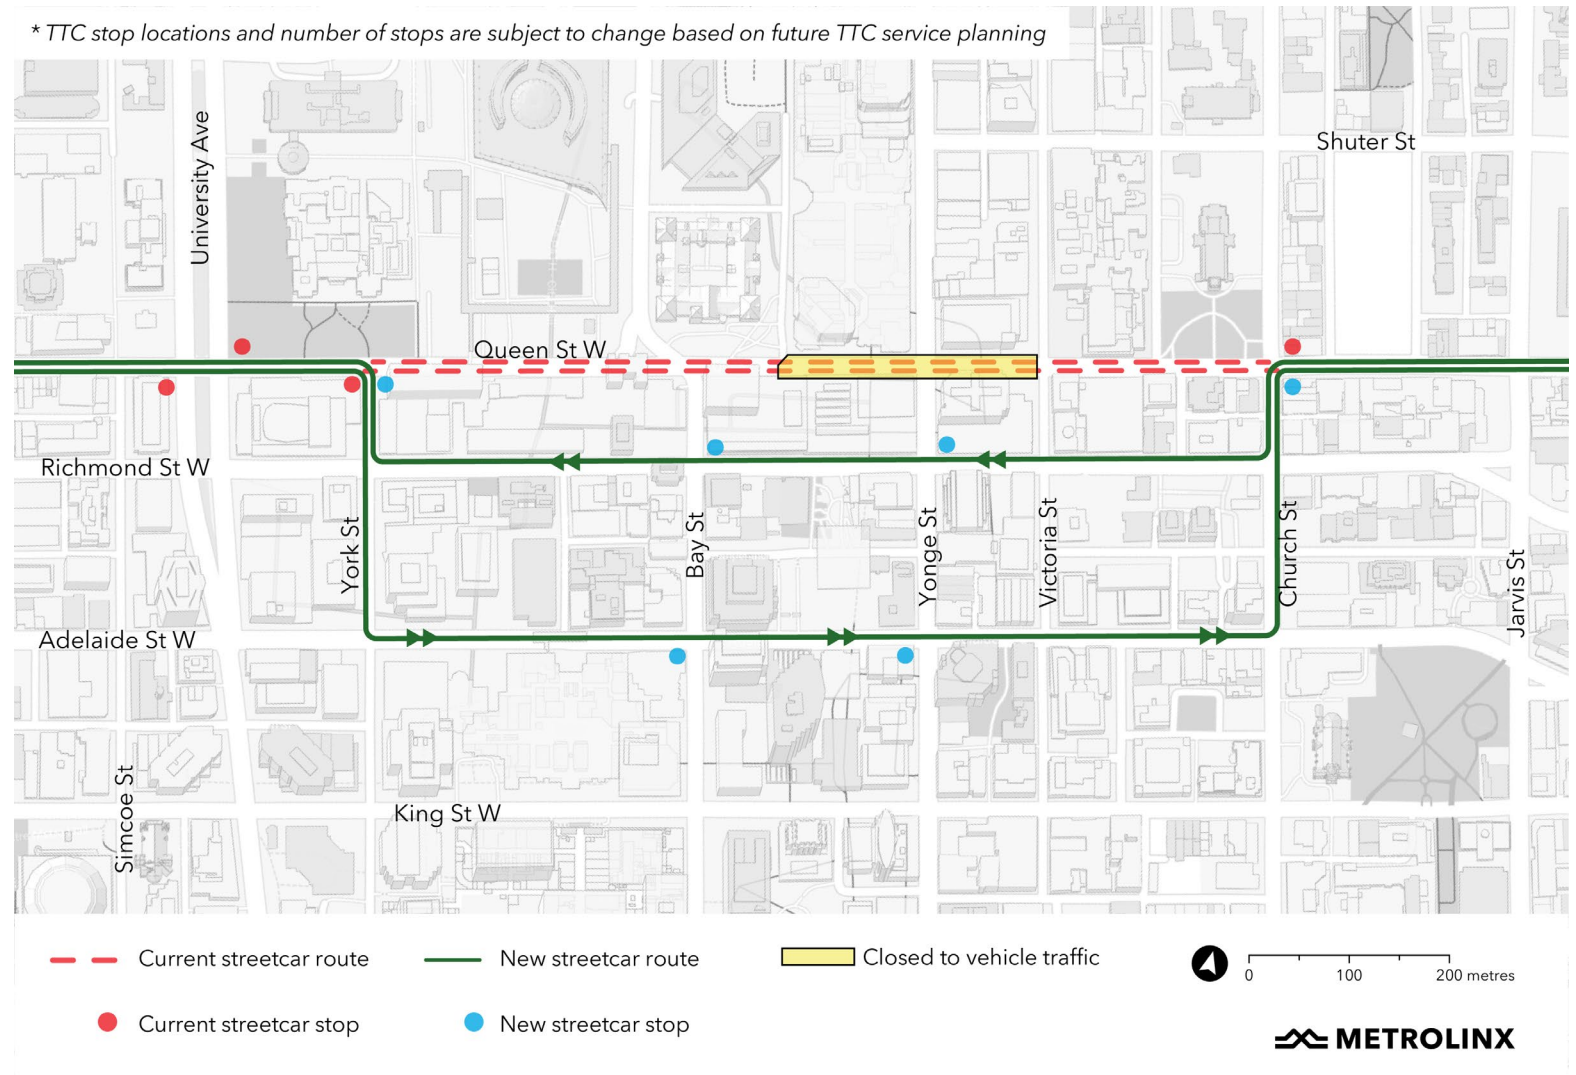 * TTC stop locations and number of stops are subject to change based on future TTC service planning
Shuter St
University Ave
Queen St W
Richmond St W
York St
Bay St
Yonge St
Victoria St
Church St
Jarvis St
Adelaide St W
Simcoe St
King St W
Current streetcar route
New streetcar route
Closed to vehicle traffic
0 100 200 metres
Current streetcar stop
New streetcar stop
METROLINX